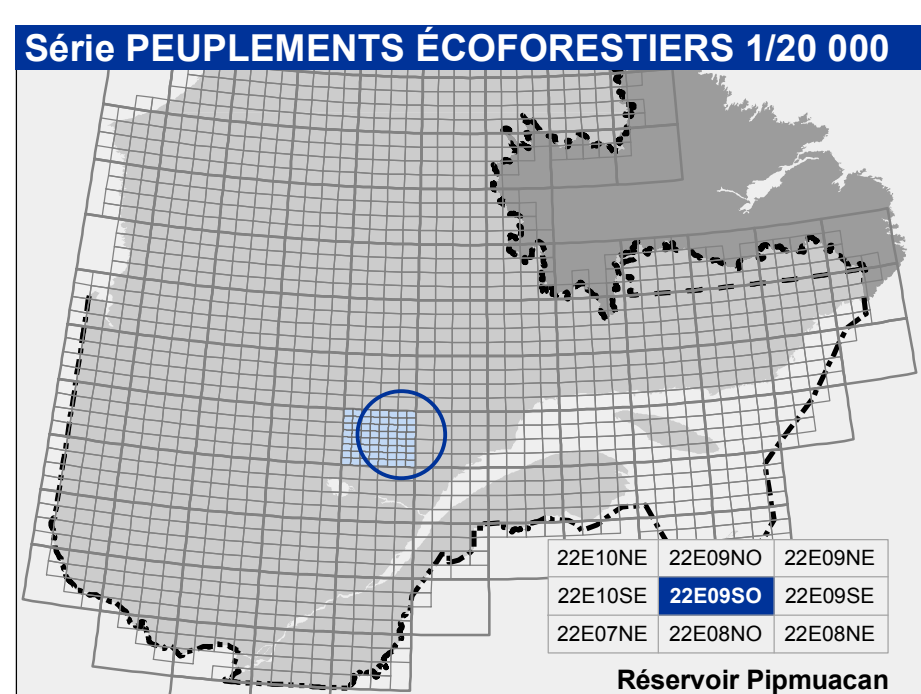 Série PEUPLEMENTS ÉCOFORESTIERS 1/20 000
22E10NE 22E09NO 22E09NE
22E10SE 22E09SO 22E09SE
22E07NE 22E08NO 22E08NE
Réservoir Pipmuacan